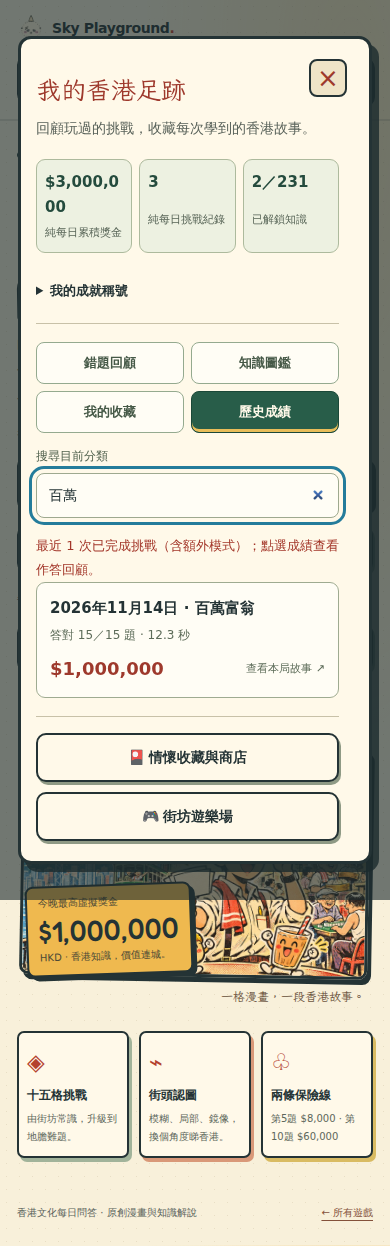 Sky Playground.
我的香港足跡
回顧玩過的挑戰，收藏每次學到的香港故事。
$3,000,0
00
純每日累積獎金
3
純每日挑戰紀錄
2／231
已解鎖知識
▶ 我的成就稱號
錯題回顧
知識圖鑑
我的收藏
歷史成績
搜尋目前分類
百萬
最近 1 次已完成挑戰（含額外模式）；點選成績查看
作答回顧。
2026年11月14日 · 百萬富翁
答對 15／15 題 · 12.3 秒
$1,000,000
查看本局故事 ↗
🎴 情懷收藏與商店
🎮 街坊遊樂場
今晚最高虛擬獎金
$1,000,000
HKD · 香港知識，價值連城。
一格漫畫，一段香港故事。
十五格挑戰
由街坊常識，升級到
地膽難題。
街頭認圖
模糊、局部、鏡像，
換個角度睇香港。
兩條保險線
第5題 $8,000 · 第
10題 $60,000
香港文化每日問答 · 原創漫畫與知識解說
← 所有遊戲